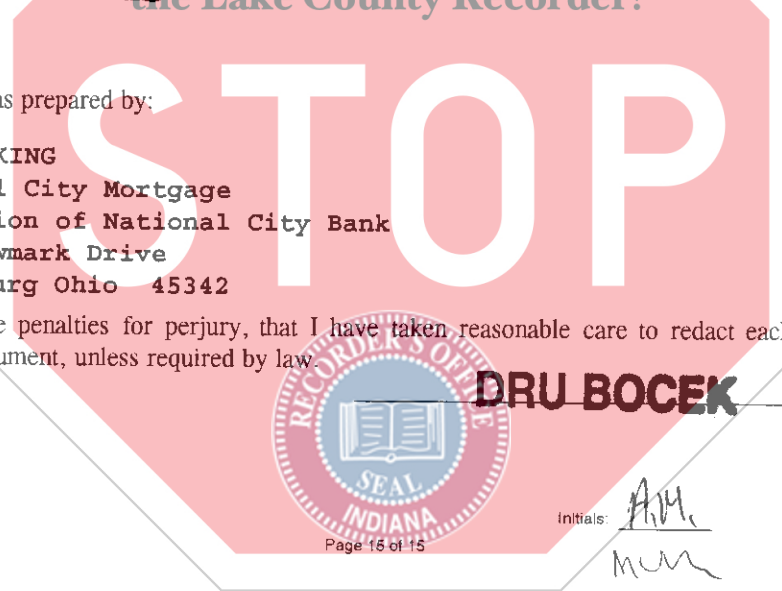 the Lake County Recorder!
STOP
as prepared by:
KING
l City Mortgage
ion of National City Bank
wmark Drive
urg Ohio 45342
e penalties for perjury, that I have taken reasonable care to redact eac
ument, unless required by law.
DRU BOCEK
RECORDER'S OFFICE
SEAL
INDIANA
Initials: A.M.
Page 15 of 15